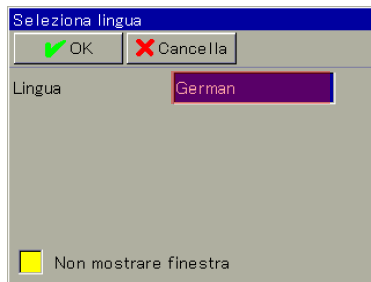 Seleziona lingua
OK Cancella
Lingua German
Non mostrare finestra